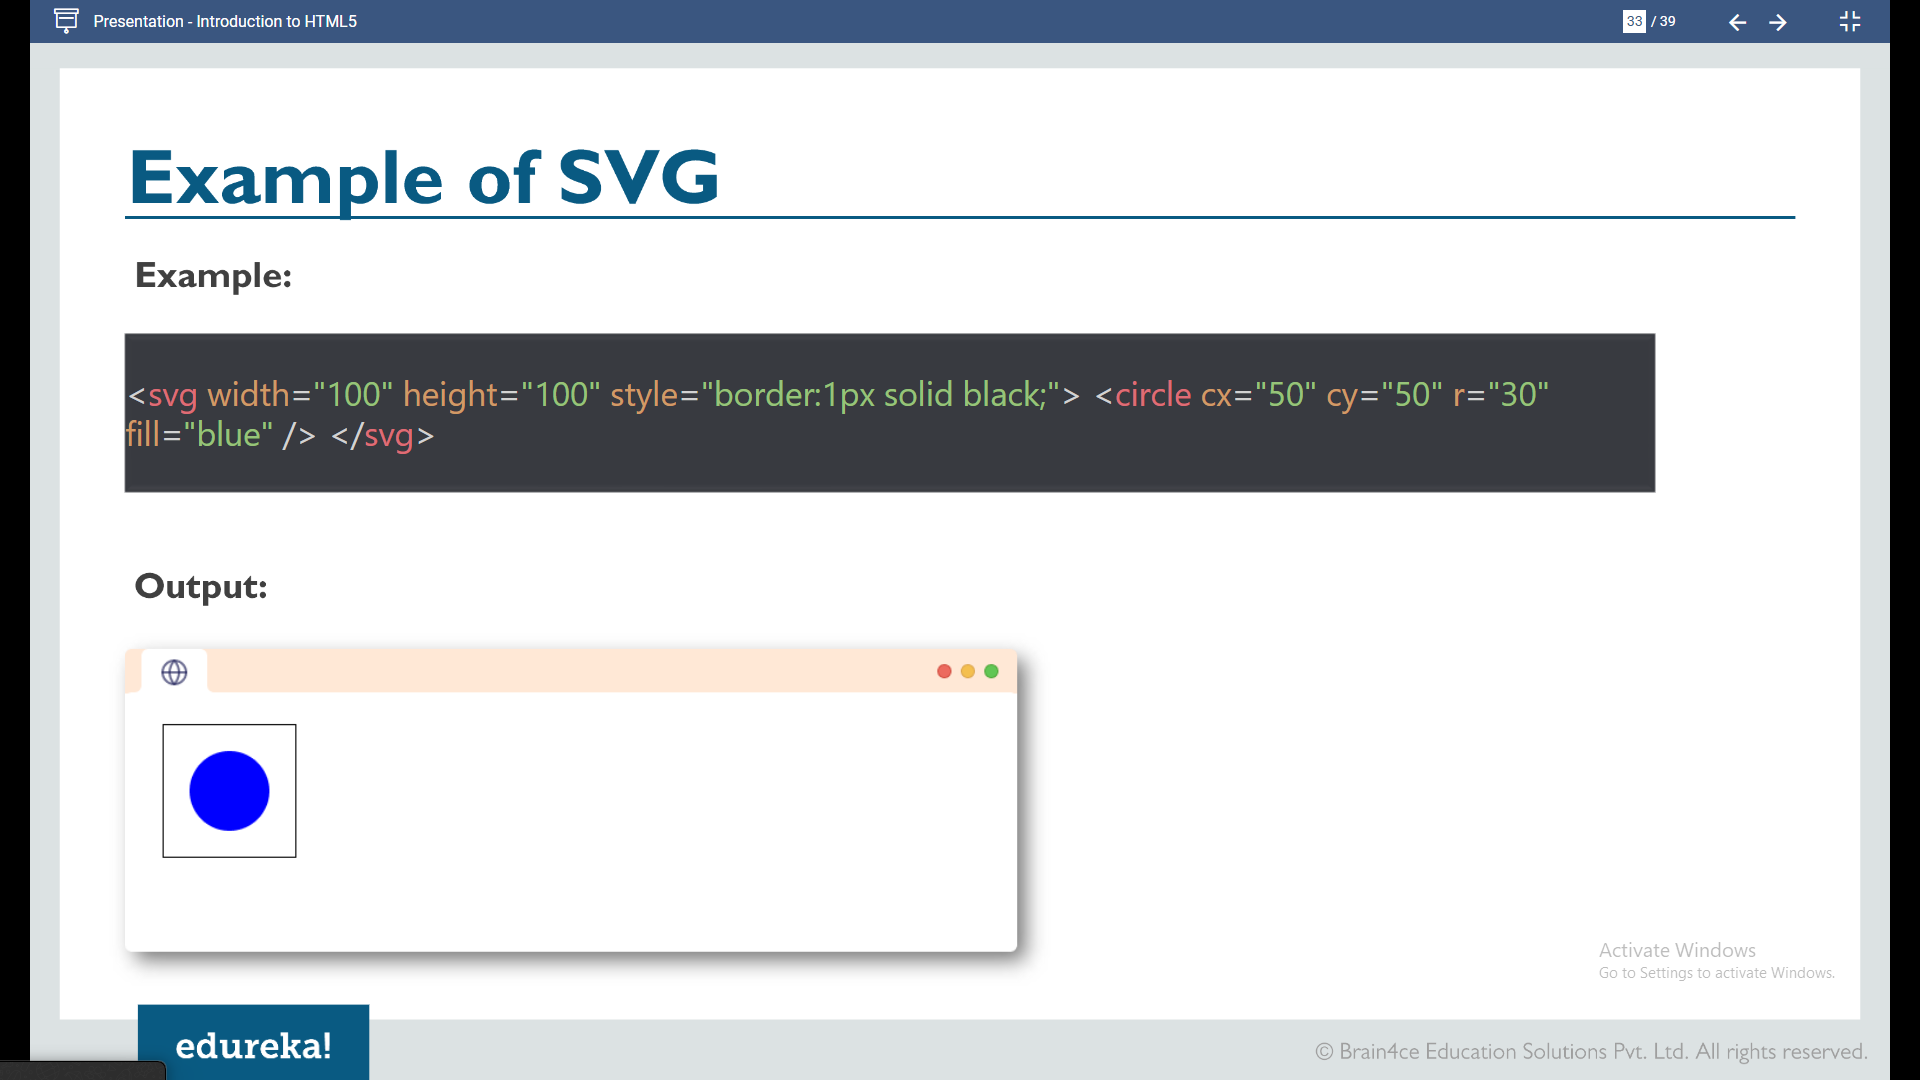 Presentation - Introduction to HTML5
33 / 39
Example of SVG
Example:
<svg width="100" height="100" style="border:1px solid black;"> <circle cx="50" cy="50" r="30"
fill="blue" /> </svg>
Output:
Activate Windows
Go to Settings to activate Windows.
edureka!
© Brain4ce Education Solutions Pvt. Ltd. All rights reserved.